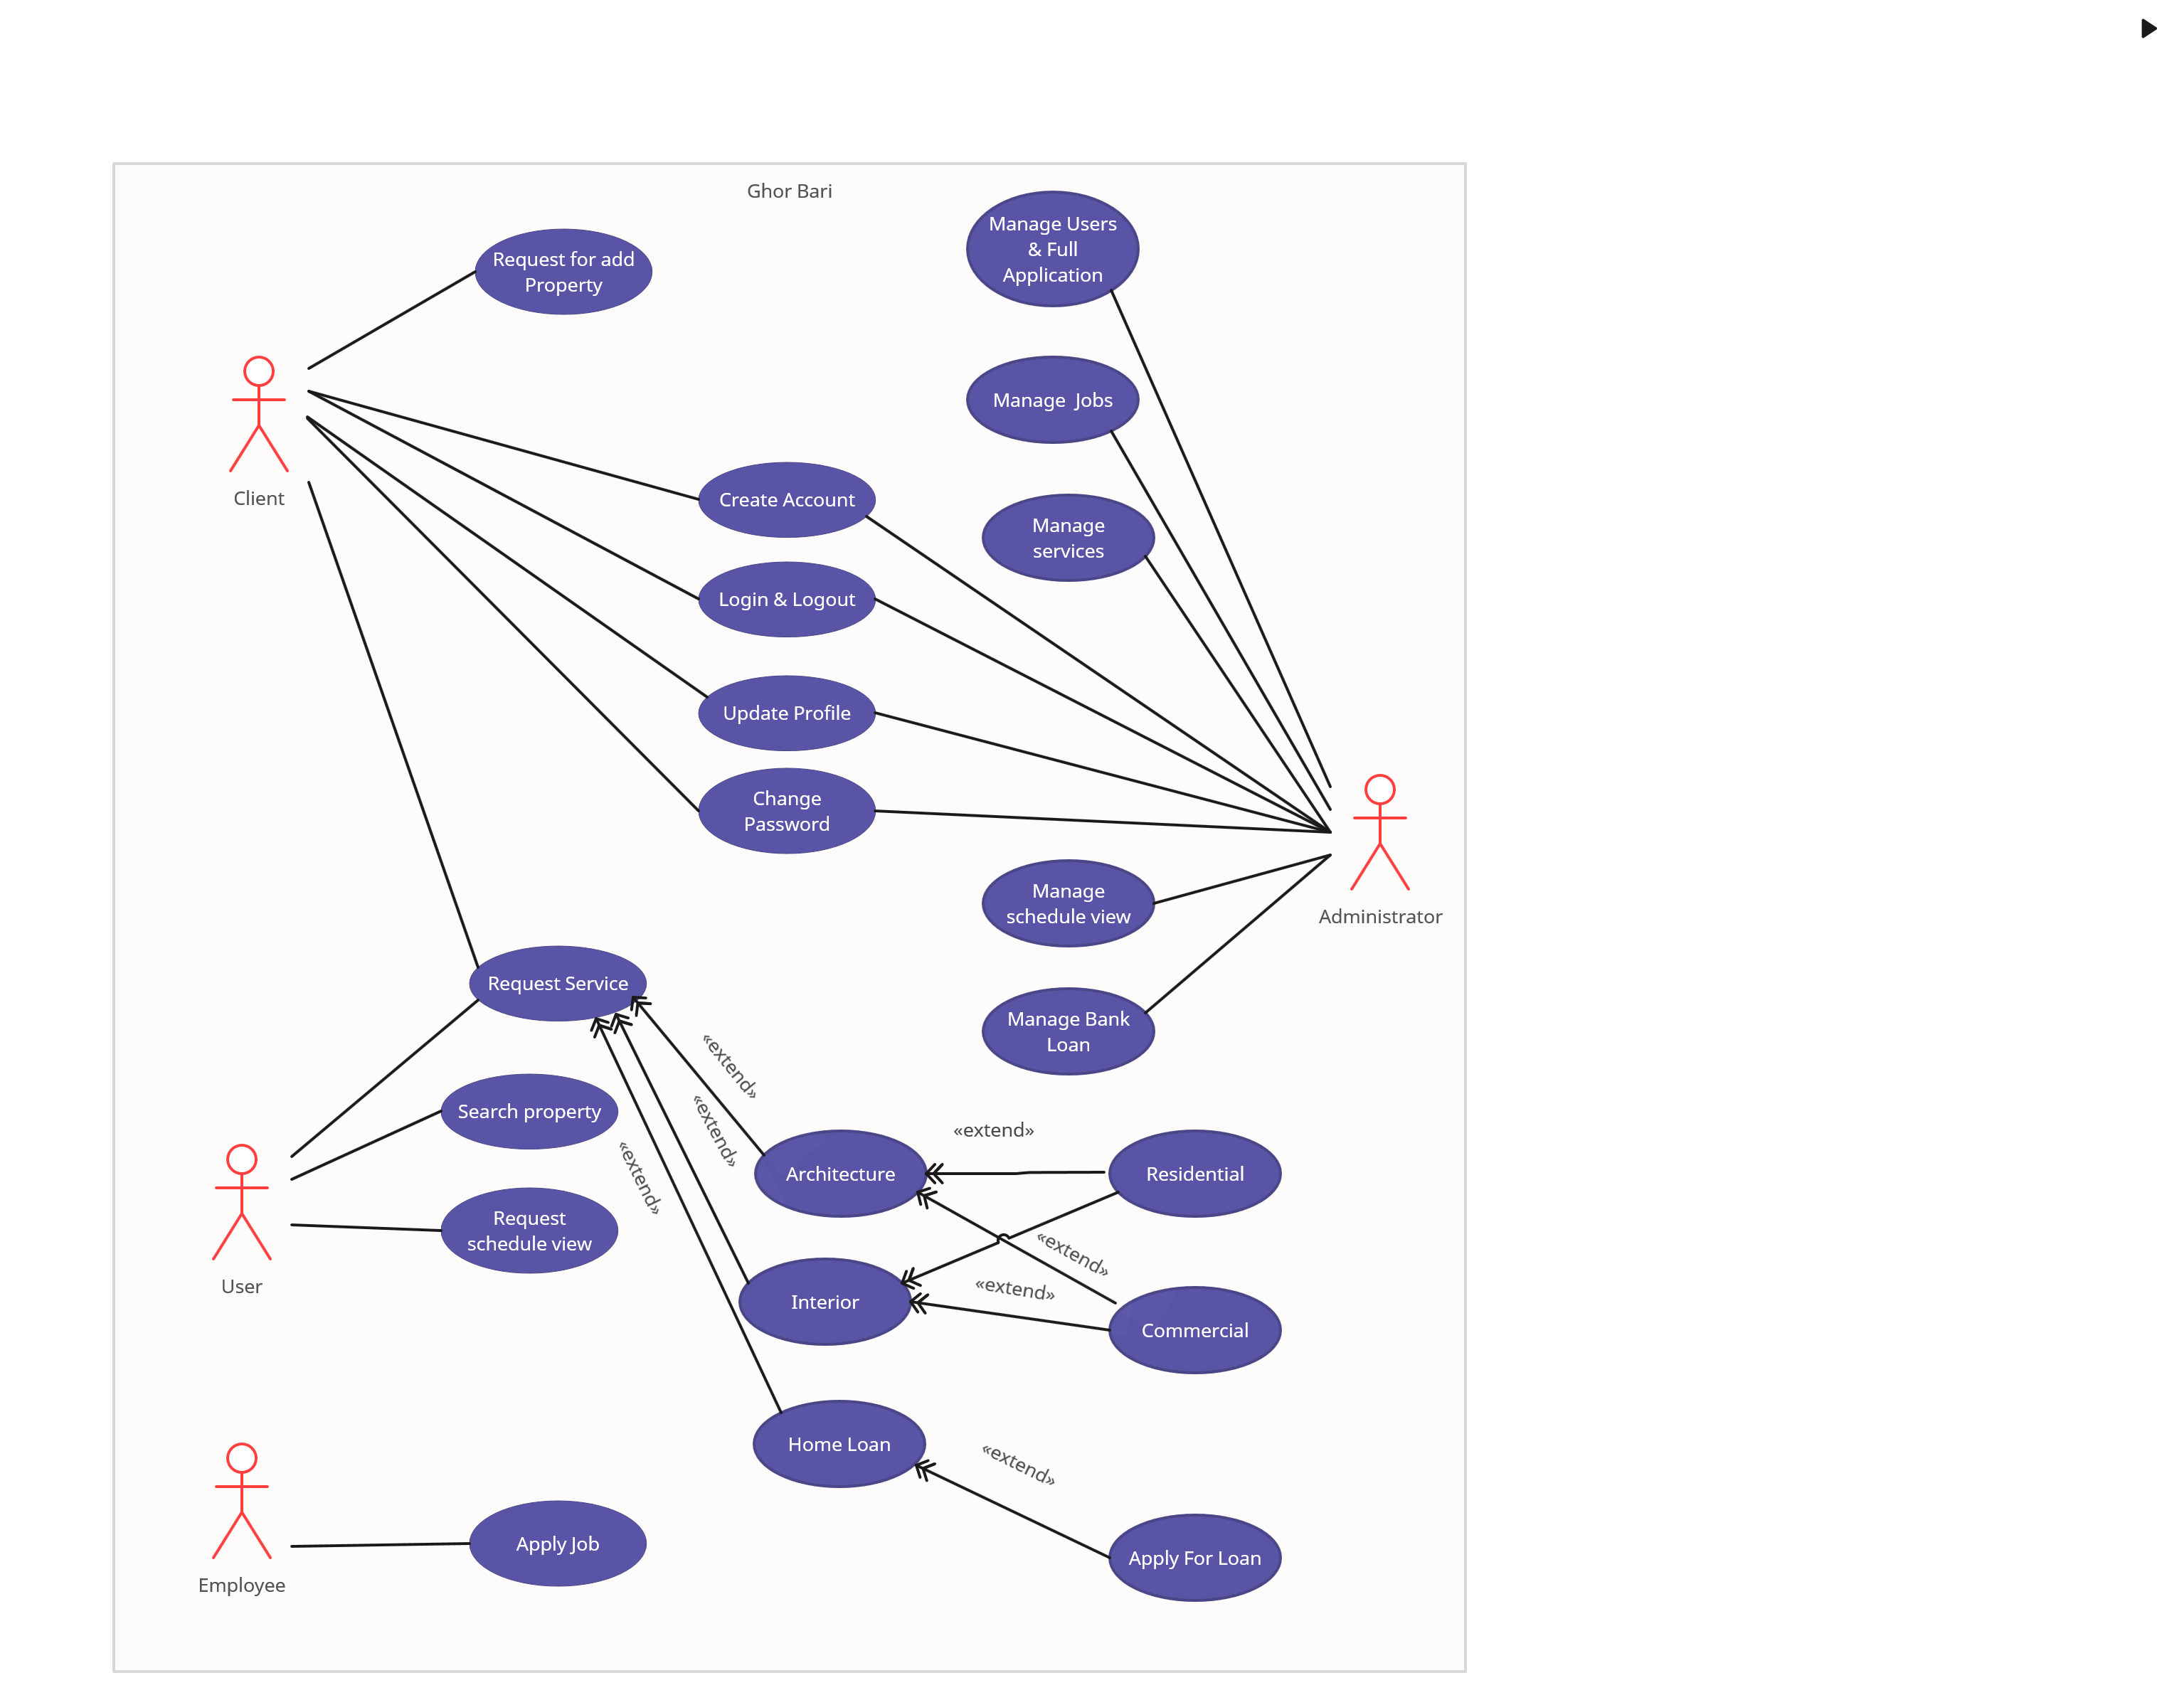 Ghor Bari
Manage Users
& Full
Application
Request for add
Property
Manage  Jobs
Client
Create Account
Manage
services
Login & Logout
Update Profile
Change
Password
Manage
schedule view
Administrator
Request Service
Manage Bank
Loan
«extend»
«extend»
«extend»
Search property
Architecture
«extend»
Residential
Request
schedule view
User
«extend»
«extend»
Interior
Commercial
Home Loan
«extend»
Apply Job
Employee
Apply For Loan